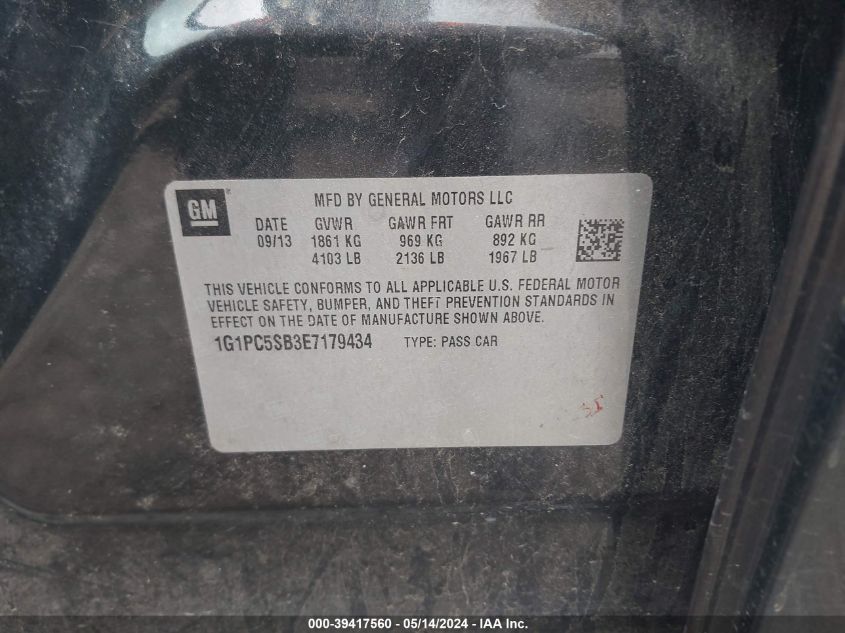 GM
MFD BY GENERAL MOTORS LLC
DATE GVWR GAWR FRT GAWR RR
09/13 1861 KG 969 KG 892 KG
4103 LB 2136 LB 1967 LB
THIS VEHICLE CONFORMS TO ALL APPLICABLE U.S. FEDERAL MOTOR
VEHICLE SAFETY, BUMPER, AND THEFT PREVENTION STANDARDS IN
EFFECT ON THE DATE OF MANUFACTURE SHOWN ABOVE.
1G1PC5SB3E7179434 TYPE: PASS CAR
000-39417560 - 05/14/2024 - IAA Inc.